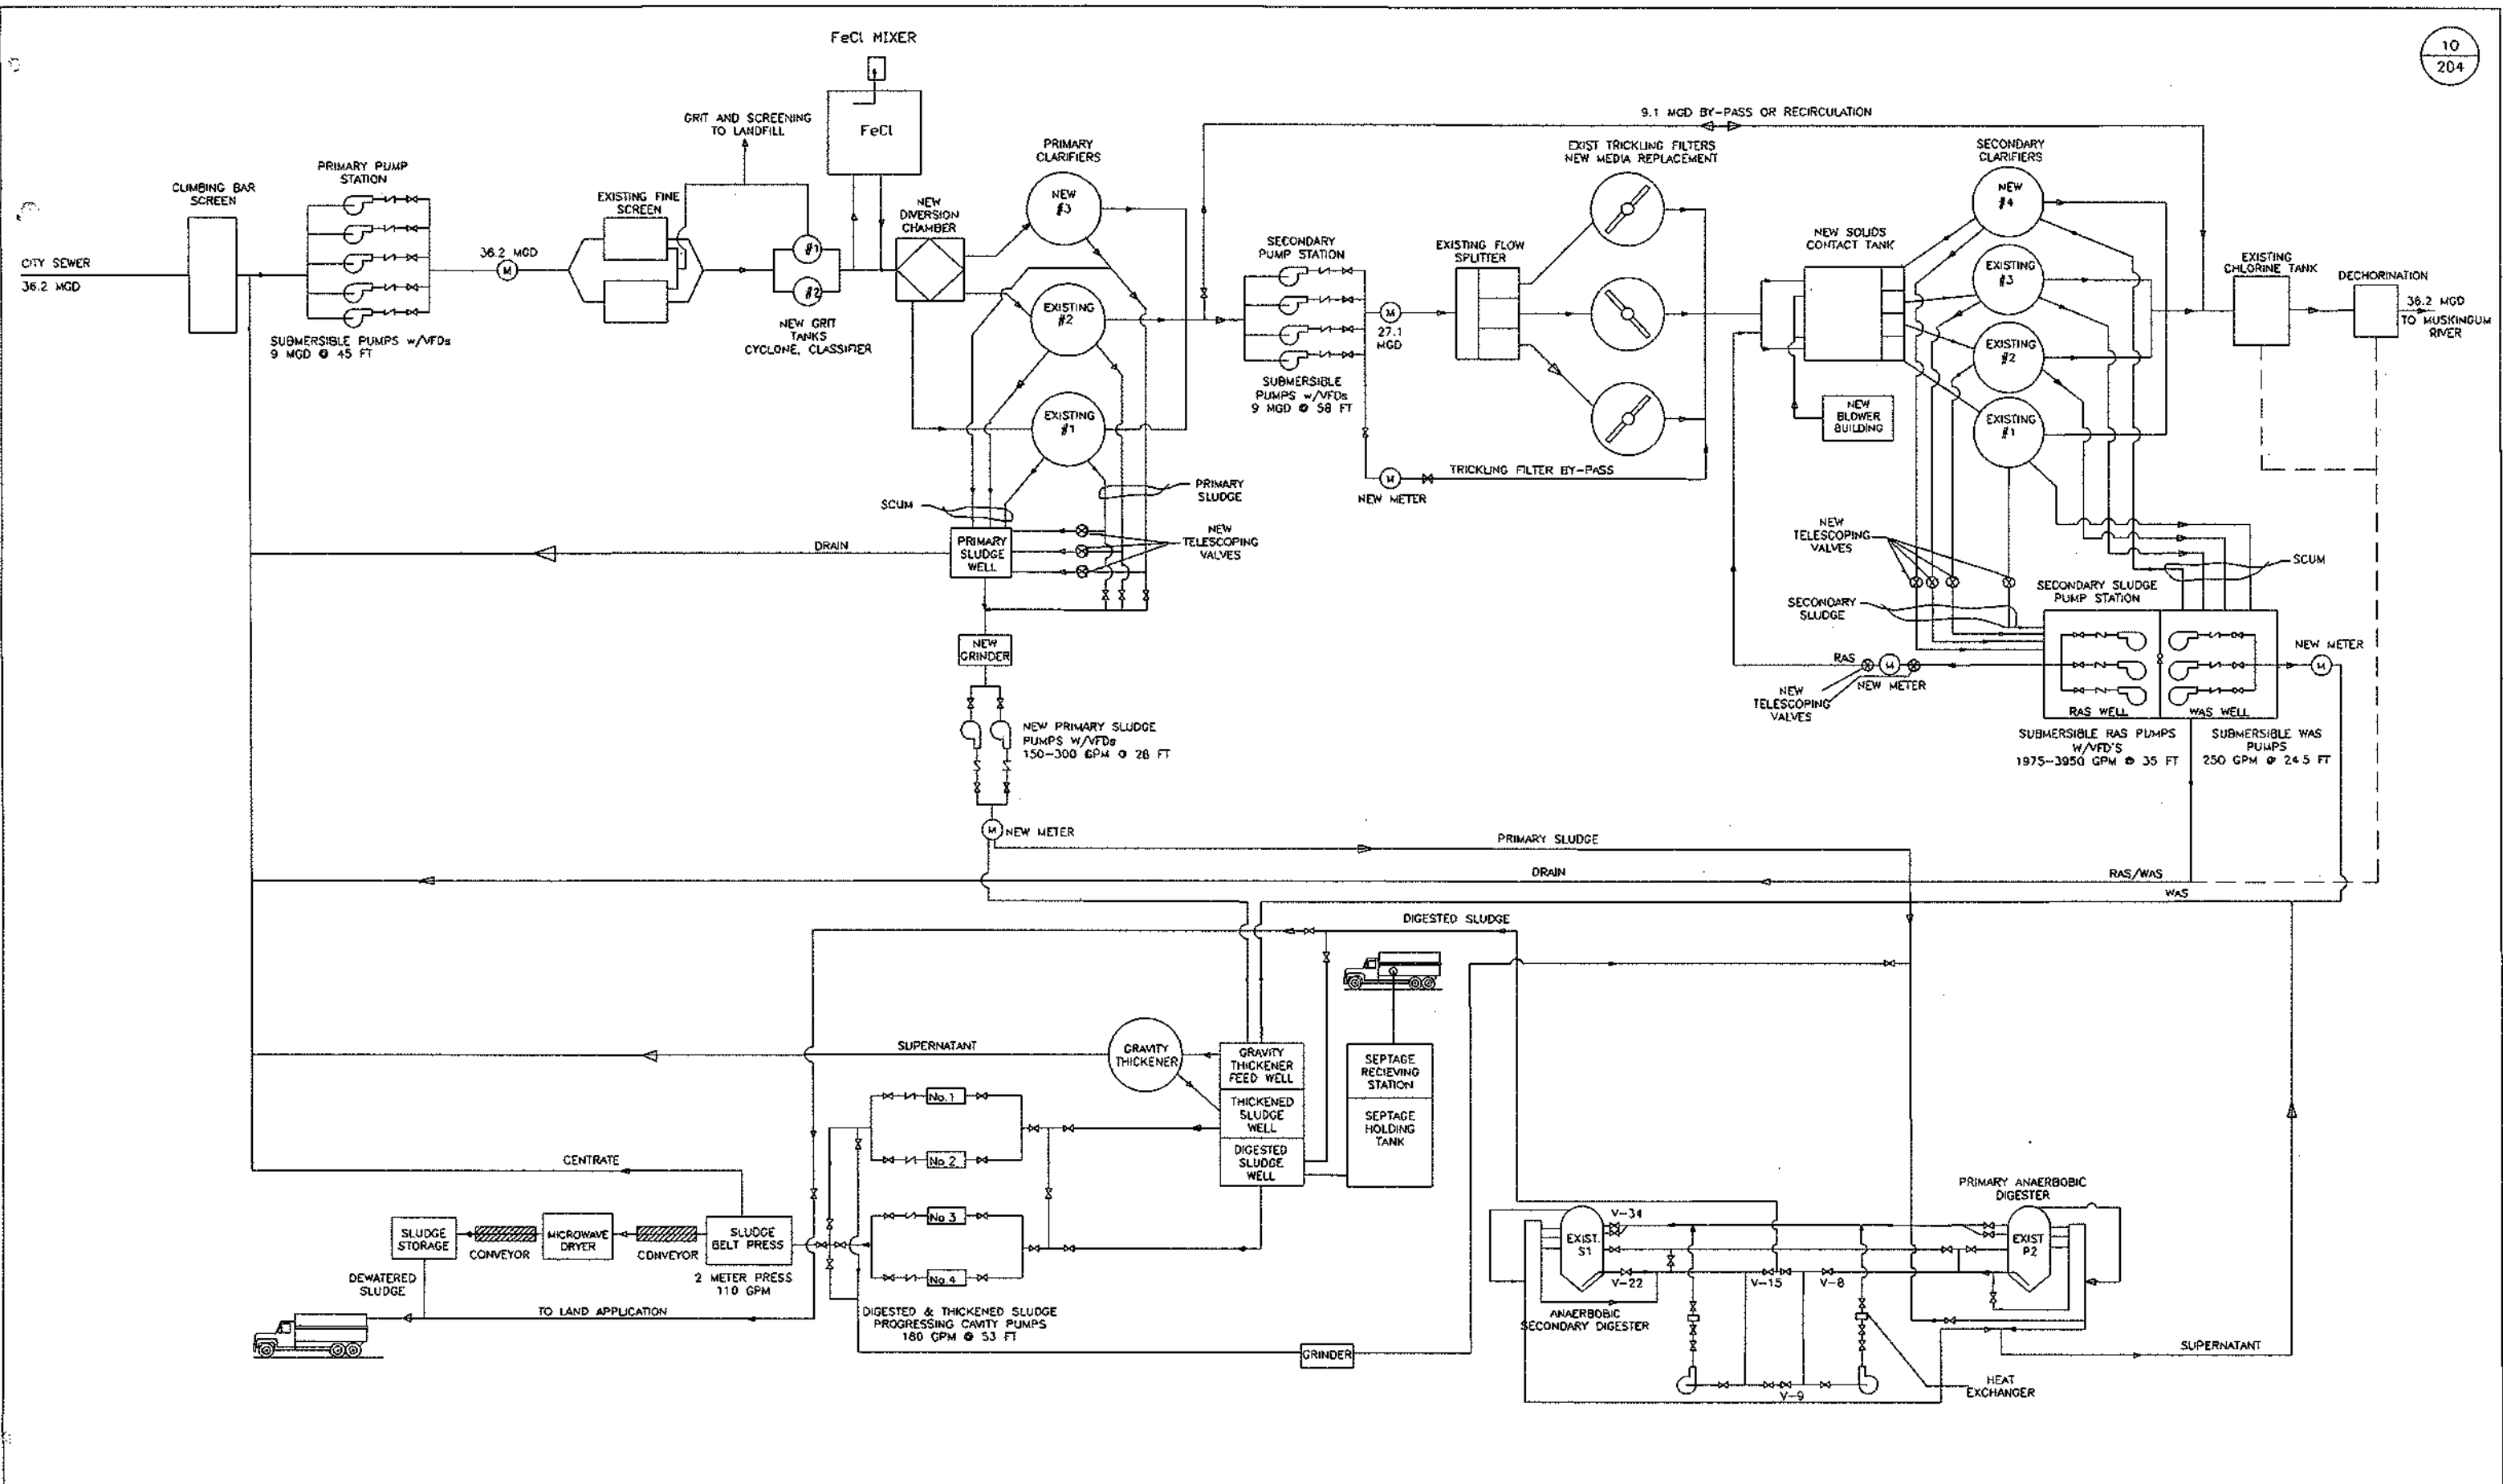 10
204
FeCl MIXER
FeCl
GRIT AND SCREENING
TO LANDFILL
9.1 MGD BY-PASS OR RECIRCULATION
CITY SEWER
36.2 MGD
CLIMBING BAR
SCREEN
PRIMARY PUMP
STATION
SUBMERSIBLE PUMPS w/VFDs
9 MGD @ 45 FT
36.2 MGD
M
EXISTING FINE
SCREEN
#1
#2
NEW GRIT
TANKS
CYCLONE, CLASSIFIER
NEW
DIVERSION
CHAMBER
PRIMARY
CLARIFIERS
NEW
#3
EXISTING
#2
EXISTING
#1
SECONDARY
PUMP STATION
SUBMERSIBLE
PUMPS w/VFDs
9 MGD @ 58 FT
M
27.1
MGD
EXISTING FLOW
SPLITTER
EXIST TRICKLING FILTERS
NEW MEDIA REPLACEMENT
M
NEW METER
TRICKLING FILTER BY-PASS
NEW SOLIDS
CONTACT TANK
NEW
BLOWER
BUILDING
SECONDARY
CLARIFIERS
NEW
#4
EXISTING
#3
EXISTING
#2
EXISTING
#1
EXISTING
CHLORINE TANK
DECHORINATION
36.2 MGD
TO MUSKINGUM
RIVER
SCUM
PRIMARY
SLUDGE
PRIMARY
SLUDGE
WELL
NEW
TELESCOPING
VALVES
DRAIN
NEW
GRINDER
NEW PRIMARY SLUDGE
PUMPS W/VFDs
150-300 GPM @ 28 FT
M
NEW METER
NEW
TELESCOPING
VALVES
SECONDARY
SLUDGE
SECONDARY SLUDGE
PUMP STATION
SCUM
RAS
M
NEW METER
NEW
TELESCOPING
VALVES
RAS WELL
WAS WELL
NEW METER
M
SUBMERSIBLE RAS PUMPS
W/VFD'S
1975-3950 GPM @ 35 FT
SUBMERSIBLE WAS
PUMPS
250 GPM @ 24.5 FT
PRIMARY SLUDGE
DRAIN
RAS/WAS
WAS
DIGESTED SLUDGE
SUPERNATANT
GRAVITY
THICKENER
GRAVITY
THICKENER
FEED WELL
THICKENED
SLUDGE
WELL
DIGESTED
SLUDGE
WELL
SEPTAGE
RECIEVING
STATION
SEPTAGE
HOLDING
TANK
No.1
No.2
No.3
No.4
CENTRATE
SLUDGE
STORAGE
CONVEYOR
MICROWAVE
DRYER
CONVEYOR
SLUDGE
BELT PRESS
2 METER PRESS
110 GPM
DEWATERED
SLUDGE
TO LAND APPLICATION
DIGESTED & THICKENED SLUDGE
PROGRESSING CAVITY PUMPS
180 GPM @ 53 FT
GRINDER
PRIMARY ANAERBOBIC
DIGESTER
EXIST.
S1
EXIST
P2
V-34
V-22
V-15
V-8
V-9
ANAERBOBIC
SECONDARY DIGESTER
HEAT
EXCHANGER
SUPERNATANT